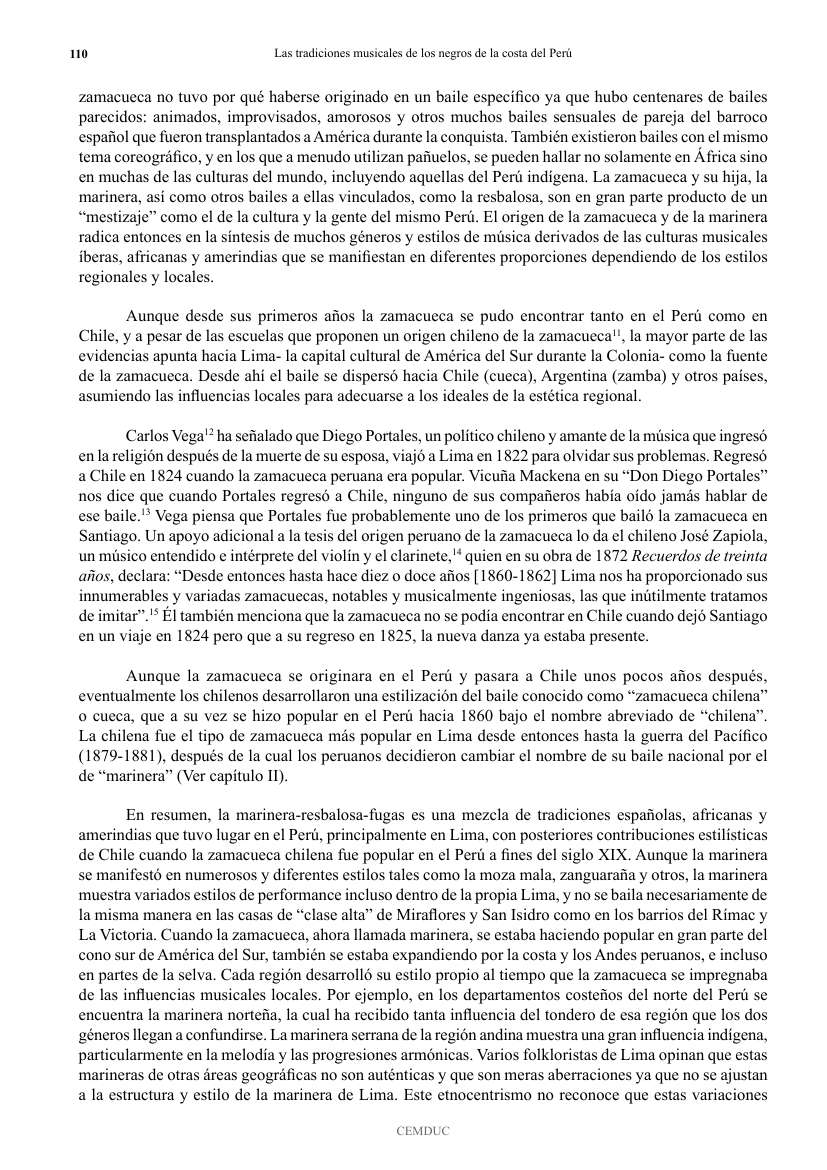 110
Las tradiciones musicales de los negros de la costa del Perú
zamacueca no tuvo por qué haberse originado en un baile específico ya que hubo centenares de bailes
parecidos: animados, improvisados, amorosos y otros muchos bailes sensuales de pareja del barroco
español que fueron transplantados a América durante la conquista. También existieron bailes con el mismo
tema coreográfico, y en los que a menudo utilizan pañuelos, se pueden hallar no solamente en África sino
en muchas de las culturas del mundo, incluyendo aquellas del Perú indígena. La zamacueca y su hija, la
marinera, así como otros bailes a ellas vinculados, como la resbalosa, son en gran parte producto de un
“mestizaje” como el de la cultura y la gente del mismo Perú. El origen de la zamacueca y de la marinera
radica entonces en la síntesis de muchos géneros y estilos de música derivados de las culturas musicales
íberas, africanas y amerindias que se manifiestan en diferentes proporciones dependiendo de los estilos
regionales y locales.
Aunque desde sus primeros años la zamacueca se pudo encontrar tanto en el Perú como en
Chile, y a pesar de las escuelas que proponen un origen chileno de la zamacueca¹¹, la mayor parte de las
evidencias apunta hacia Lima- la capital cultural de América del Sur durante la Colonia- como la fuente
de la zamacueca. Desde ahí el baile se dispersó hacia Chile (cueca), Argentina (zamba) y otros países,
asumiendo las influencias locales para adecuarse a los ideales de la estética regional.
Carlos Vega¹² ha señalado que Diego Portales, un político chileno y amante de la música que ingresó
en la religión después de la muerte de su esposa, viajó a Lima en 1822 para olvidar sus problemas. Regresó
a Chile en 1824 cuando la zamacueca peruana era popular. Vicuña Mackena en su “Don Diego Portales”
nos dice que cuando Portales regresó a Chile, ninguno de sus compañeros había oído jamás hablar de
ese baile.¹³ Vega piensa que Portales fue probablemente uno de los primeros que bailó la zamacueca en
Santiago. Un apoyo adicional a la tesis del origen peruano de la zamacueca lo da el chileno José Zapiola,
un músico entendido e intérprete del violín y el clarinete,¹⁴ quien en su obra de 1872 Recuerdos de treinta
años, declara: “Desde entonces hasta hace diez o doce años [1860-1862] Lima nos ha proporcionado sus
innumerables y variadas zamacuecas, notables y musicalmente ingeniosas, las que inútilmente tratamos
de imitar”.¹⁵ Él también menciona que la zamacueca no se podía encontrar en Chile cuando dejó Santiago
en un viaje en 1824 pero que a su regreso en 1825, la nueva danza ya estaba presente.
Aunque la zamacueca se originara en el Perú y pasara a Chile unos pocos años después,
eventualmente los chilenos desarrollaron una estilización del baile conocido como “zamacueca chilena”
o cueca, que a su vez se hizo popular en el Perú hacia 1860 bajo el nombre abreviado de “chilena”.
La chilena fue el tipo de zamacueca más popular en Lima desde entonces hasta la guerra del Pacífico
(1879-1881), después de la cual los peruanos decidieron cambiar el nombre de su baile nacional por el
de “marinera” (Ver capítulo II).
En resumen, la marinera-resbalosa-fugas es una mezcla de tradiciones españolas, africanas y
amerindias que tuvo lugar en el Perú, principalmente en Lima, con posteriores contribuciones estilísticas
de Chile cuando la zamacueca chilena fue popular en el Perú a fines del siglo XIX. Aunque la marinera
se manifestó en numerosos y diferentes estilos tales como la moza mala, zanguaraña y otros, la marinera
muestra variados estilos de performance incluso dentro de la propia Lima, y no se baila necesariamente de
la misma manera en las casas de “clase alta” de Miraflores y San Isidro como en los barrios del Rímac y
La Victoria. Cuando la zamacueca, ahora llamada marinera, se estaba haciendo popular en gran parte del
cono sur de América del Sur, también se estaba expandiendo por la costa y los Andes peruanos, e incluso
en partes de la selva. Cada región desarrolló su estilo propio al tiempo que la zamacueca se impregnaba
de las influencias musicales locales. Por ejemplo, en los departamentos costeños del norte del Perú se
encuentra la marinera norteña, la cual ha recibido tanta influencia del tondero de esa región que los dos
géneros llegan a confundirse. La marinera serrana de la región andina muestra una gran influencia indígena,
particularmente en la melodía y las progresiones armónicas. Varios folkloristas de Lima opinan que estas
marineras de otras áreas geográficas no son auténticas y que son meras aberraciones ya que no se ajustan
a la estructura y estilo de la marinera de Lima. Este etnocentrismo no reconoce que estas variaciones
CEMDUC